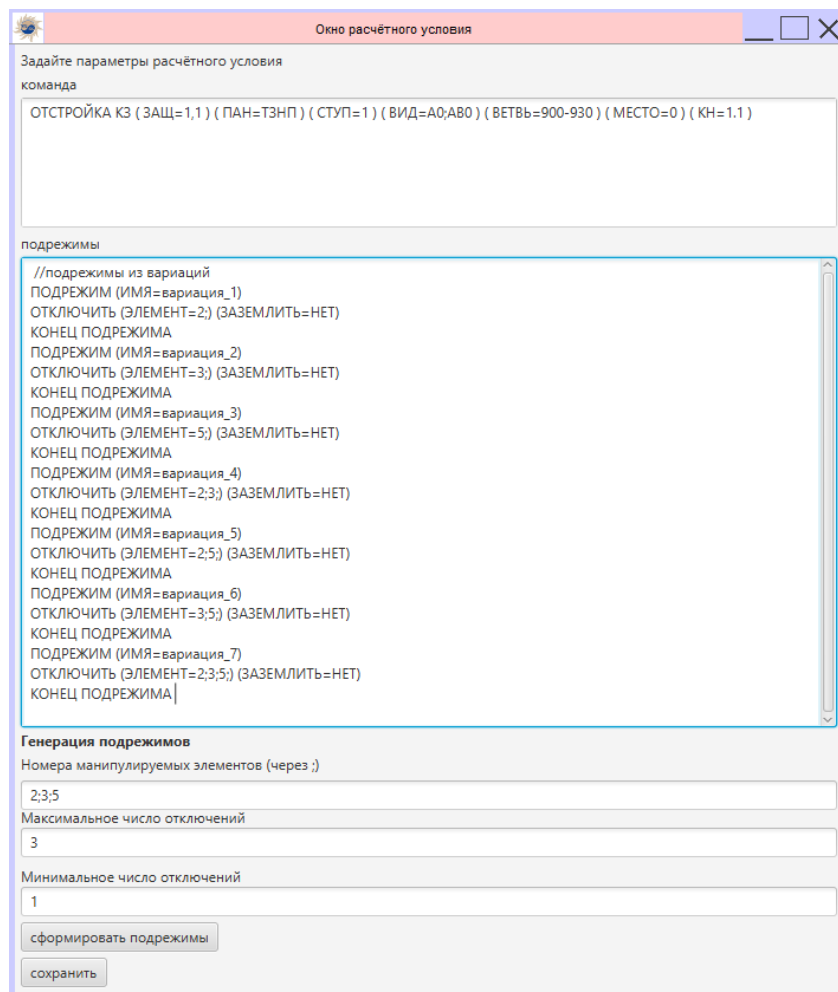 Окно расчётного условия
Задайте параметры расчётного условия
команда
ОТСТРОЙКА КЗ ( ЗАЩ=1,1 ) ( ПАН=ТЗНП ) ( СТУП=1 ) ( ВИД=А0;АВ0 ) ( ВЕТВЬ=900-930 ) ( МЕСТО=0 ) ( КН=1.1 )
подрежимы
//подрежимы из вариаций
ПОДРЕЖИМ (ИМЯ=вариация_1)
ОТКЛЮЧИТЬ (ЭЛЕМЕНТ=2;) (ЗАЗЕМЛИТЬ=НЕТ)
КОНЕЦ ПОДРЕЖИМА
ПОДРЕЖИМ (ИМЯ=вариация_2)
ОТКЛЮЧИТЬ (ЭЛЕМЕНТ=3;) (ЗАЗЕМЛИТЬ=НЕТ)
КОНЕЦ ПОДРЕЖИМА
ПОДРЕЖИМ (ИМЯ=вариация_3)
ОТКЛЮЧИТЬ (ЭЛЕМЕНТ=5;) (ЗАЗЕМЛИТЬ=НЕТ)
КОНЕЦ ПОДРЕЖИМА
ПОДРЕЖИМ (ИМЯ=вариация_4)
ОТКЛЮЧИТЬ (ЭЛЕМЕНТ=2;3;) (ЗАЗЕМЛИТЬ=НЕТ)
КОНЕЦ ПОДРЕЖИМА
ПОДРЕЖИМ (ИМЯ=вариация_5)
ОТКЛЮЧИТЬ (ЭЛЕМЕНТ=2;5;) (ЗАЗЕМЛИТЬ=НЕТ)
КОНЕЦ ПОДРЕЖИМА
ПОДРЕЖИМ (ИМЯ=вариация_6)
ОТКЛЮЧИТЬ (ЭЛЕМЕНТ=3;5;) (ЗАЗЕМЛИТЬ=НЕТ)
КОНЕЦ ПОДРЕЖИМА
ПОДРЕЖИМ (ИМЯ=вариация_7)
ОТКЛЮЧИТЬ (ЭЛЕМЕНТ=2;3;5;) (ЗАЗЕМЛИТЬ=НЕТ)
КОНЕЦ ПОДРЕЖИМА
Генерация подрежимов
Номера манипулируемых элементов (через ;)
2;3;5
Максимальное число отключений
3
Минимальное число отключений
1
сформировать подрежимы
сохранить